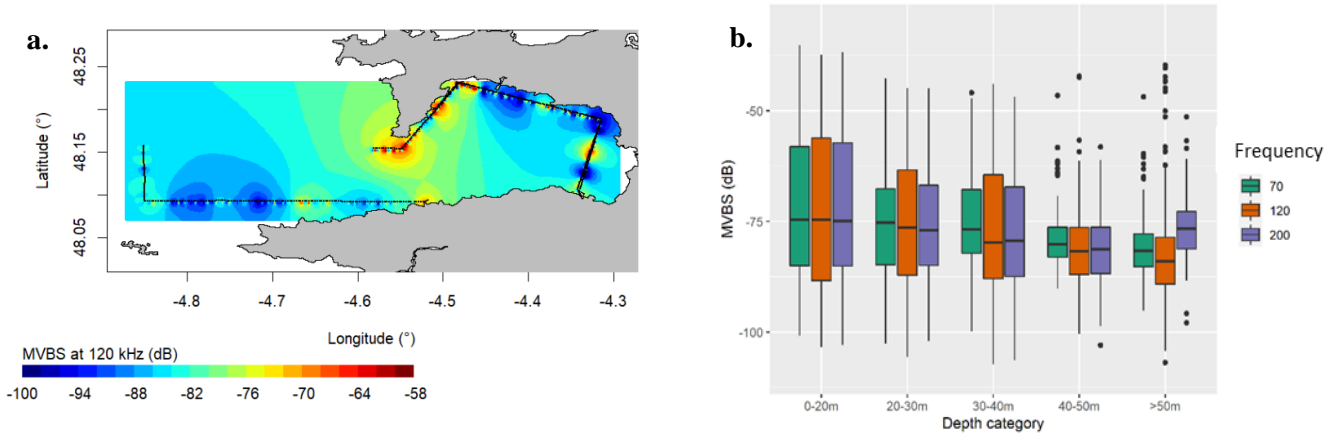 a.
48.25
48.15
48.05
Latitude (°)
-4.8
-4.7
-4.6
-4.5
-4.4
-4.3
Longitude (°)
MVBS at 120 kHz (dB)
-100
-94
-88
-82
-76
-70
-64
-58
b.
-50
-75
-100
MVBS (dB)
0-20m
20-30m
30-40m
40-50m
>50m
Depth category
Frequency
70
120
200